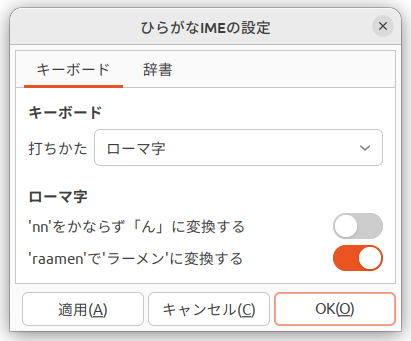 ひらがなIMEの設定
キーボード 辞書
キーボード
打ちかた ローマ字
ローマ字
'nn'をかならず「ん」に変換する
'raamen'で'ラーメン'に変換する
適用(A) キャンセル(C) OK(O)